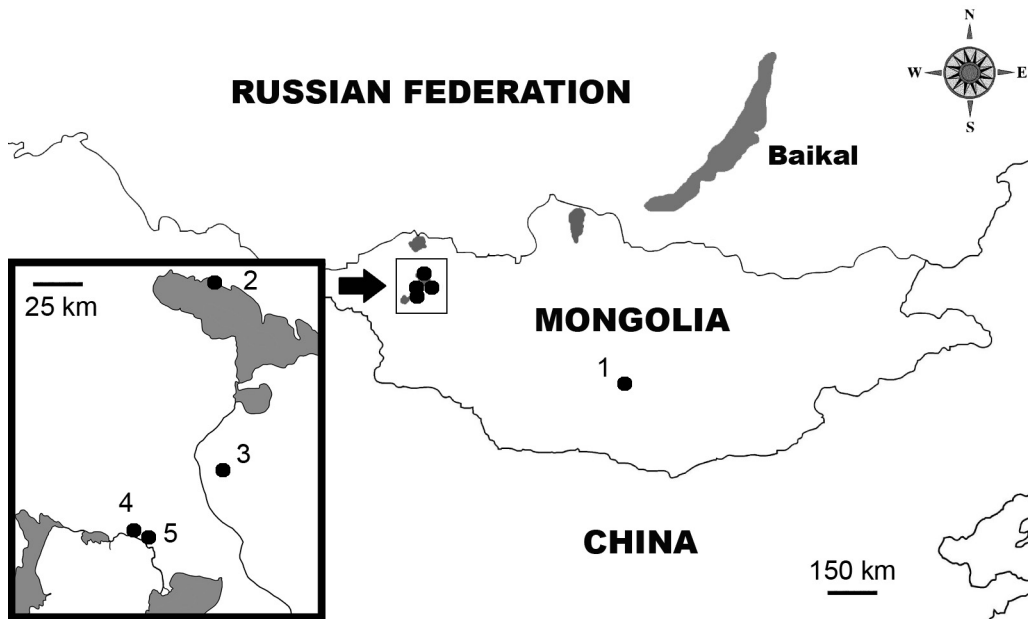 N
W E
S
RUSSIAN FEDERATION
Baikal
2
25 km
MONGOLIA
1
3
4
5
CHINA
150 km